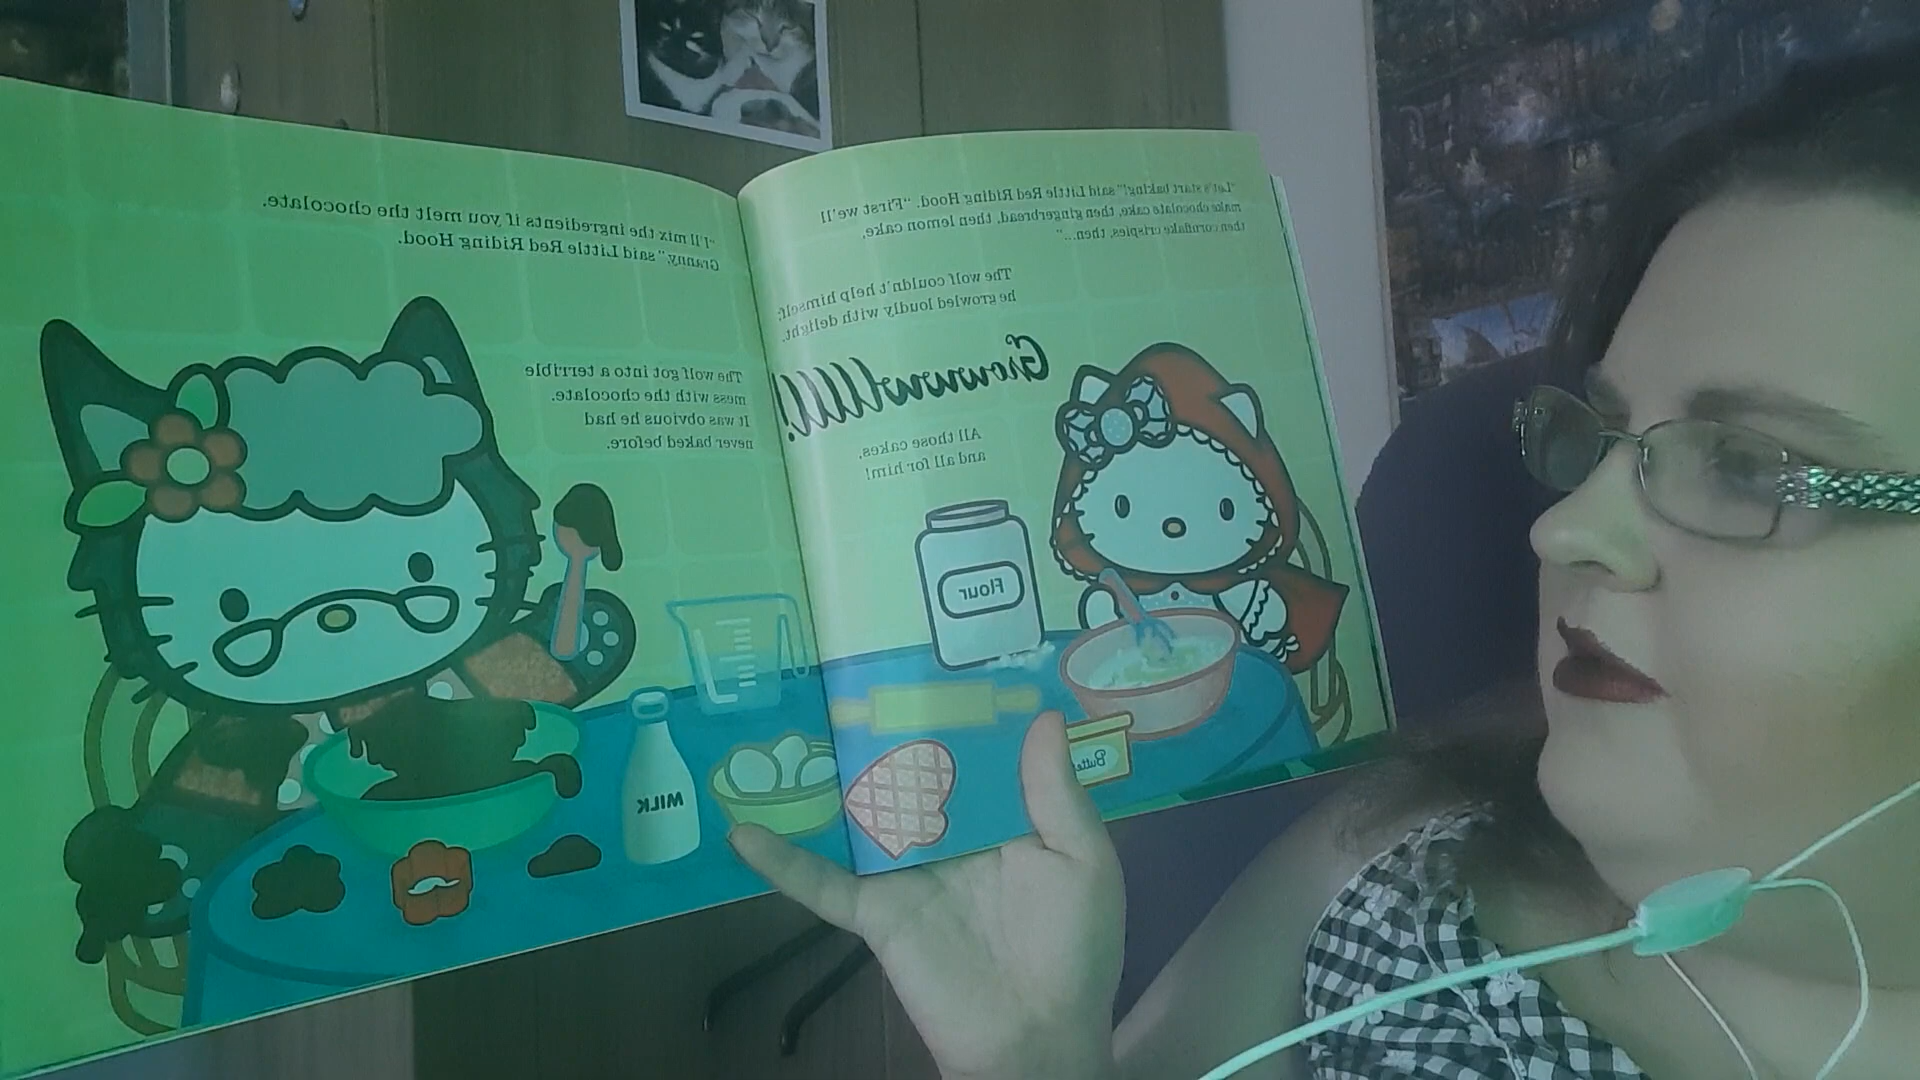 "Let's start baking!" said Little Red Riding Hood. "First we'll
make chocolate cake, then gingerbread, then lemon cake,
then cornflake crispies, then..."
The wolf couldn't help himself;
he growled loudly with delight.
Growwwlllll!
All those cakes,
and all for him!
Flour
Butte
"I'll mix the ingredients if you melt the chocolate,
Granny," said Little Red Riding Hood.
The wolf got into a terrible
mess with the chocolate.
It was obvious he had
never baked before.
MILK